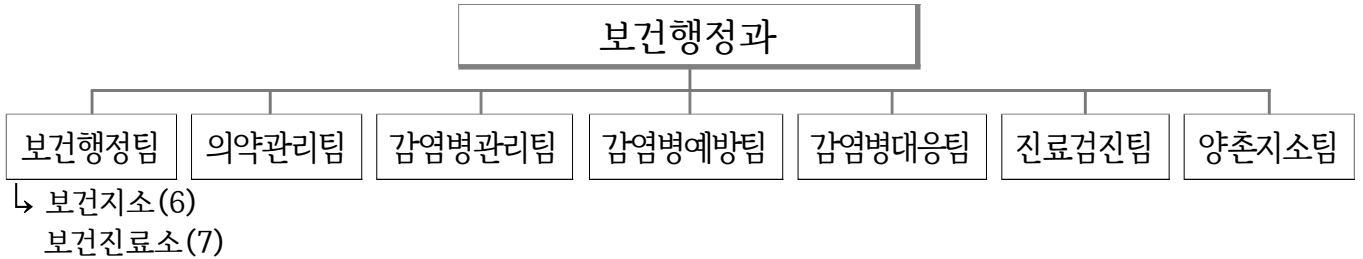 보건행정과
보건행정팀 의약관리팀 감염병관리팀 감염병예방팀 감염병대응팀 진료검진팀 양촌지소팀
↳ 보건지소(6)
보건진료소(7)